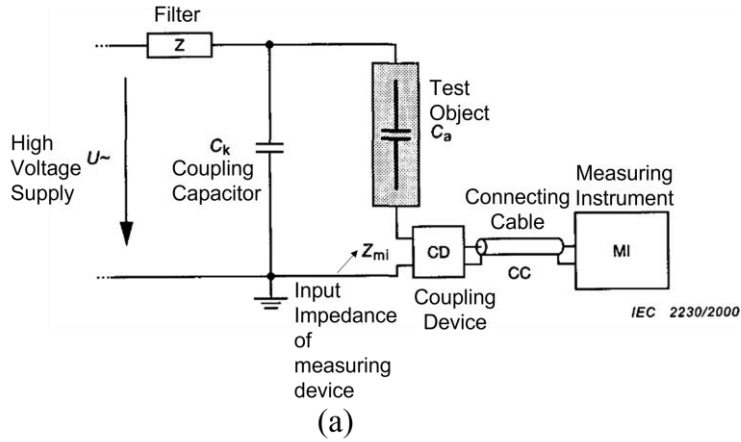 Filter
Z
High
Voltage
Supply
U~
Ck
Coupling
Capacitor
Test
Object
Ca
Zmi
Input
Impedance
of
measuring
device
CD
Coupling
Device
Connecting
Cable
CC
Measuring
Instrument
MI
IEC 2230/2000
(a)